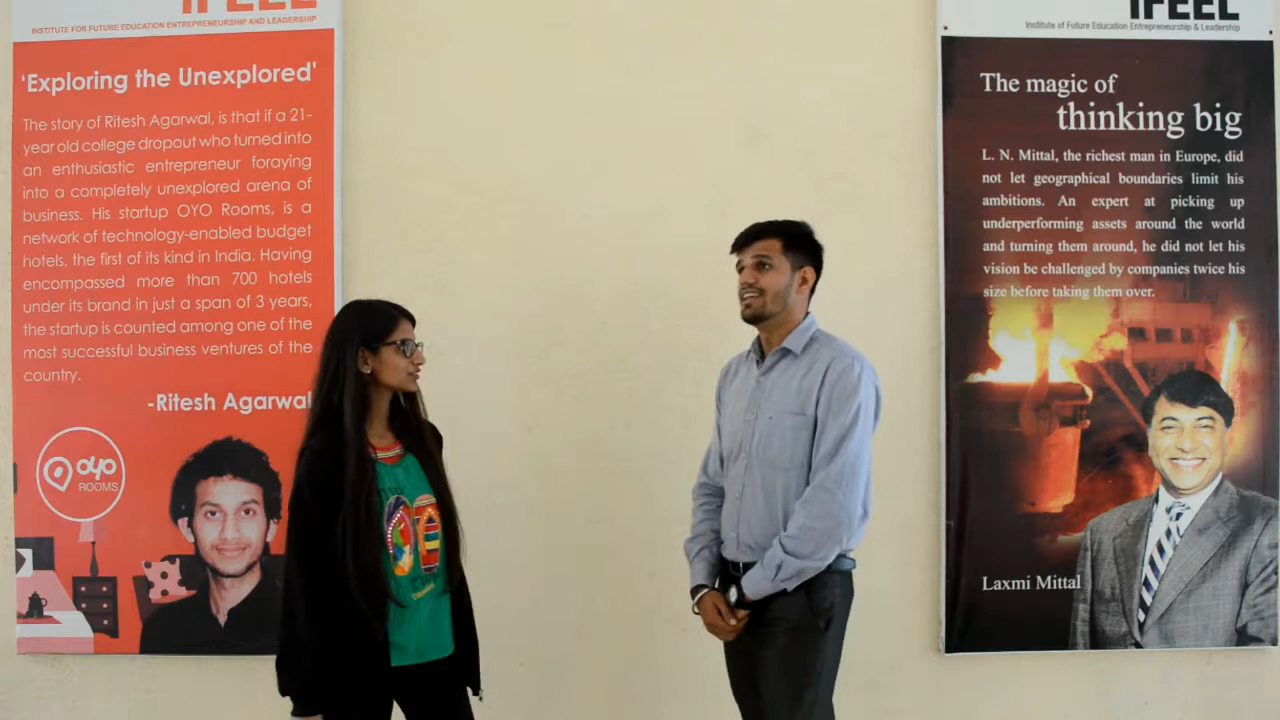 IFEEL
INSTITUTE FOR FUTURE EDUCATION ENTREPRENEURSHIP AND LEADERSHIP
'Exploring the Unexplored'
The story of Ritesh Agarwal, is that if a 21-
year old college dropout who turned into
an enthusiastic entrepreneur foraying
into a completely unexplored arena of
business. His startup OYO Rooms, is a
network of technology-enabled budget
hotels, the first of its kind in India. Having
encompassed more than 700 hotels
under its brand in just a span of 3 years,
the startup is counted among one of the
most successful business ventures of the
country.
-Ritesh Agarwal
OYO
ROOMS
IFEEL
Institute of Future Education Entrepreneurship & Leadership
The magic of
thinking big
L. N. Mittal, the richest man in Europe, did
not let geographical boundaries limit his
ambitions. An expert at picking up
underperforming assets around the world
and turning them around, he did not let his
vision be challenged by companies twice his
size before taking them over.
Laxmi Mittal